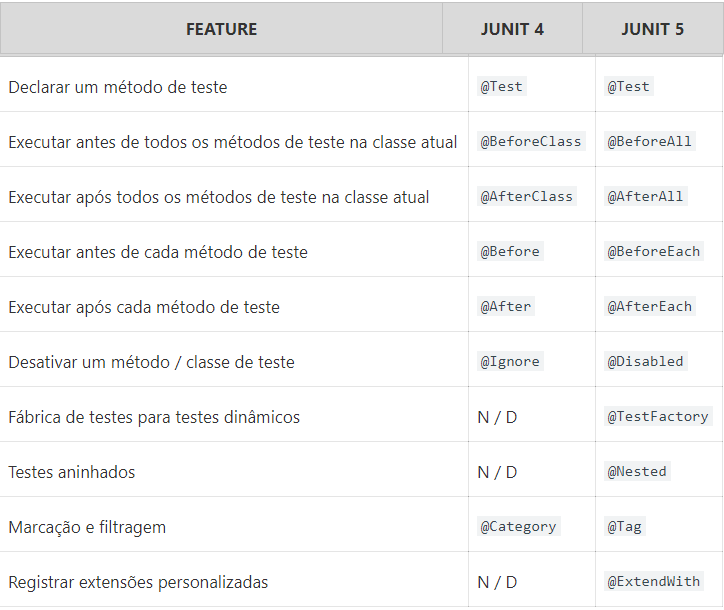 FEATURE JUNIT 4 JUNIT 5
Declarar um método de teste @Test @Test
Executar antes de todos os métodos de teste na classe atual @BeforeClass @BeforeAll
Executar após todos os métodos de teste na classe atual @AfterClass @AfterAll
Executar antes de cada método de teste @Before @BeforeEach
Executar após cada método de teste @After @AfterEach
Desativar um método / classe de teste @Ignore @Disabled
Fábrica de testes para testes dinâmicos N / D @TestFactory
Testes aninhados N / D @Nested
Marcação e filtragem @Category @Tag
Registrar extensões personalizadas N / D @ExtendWith